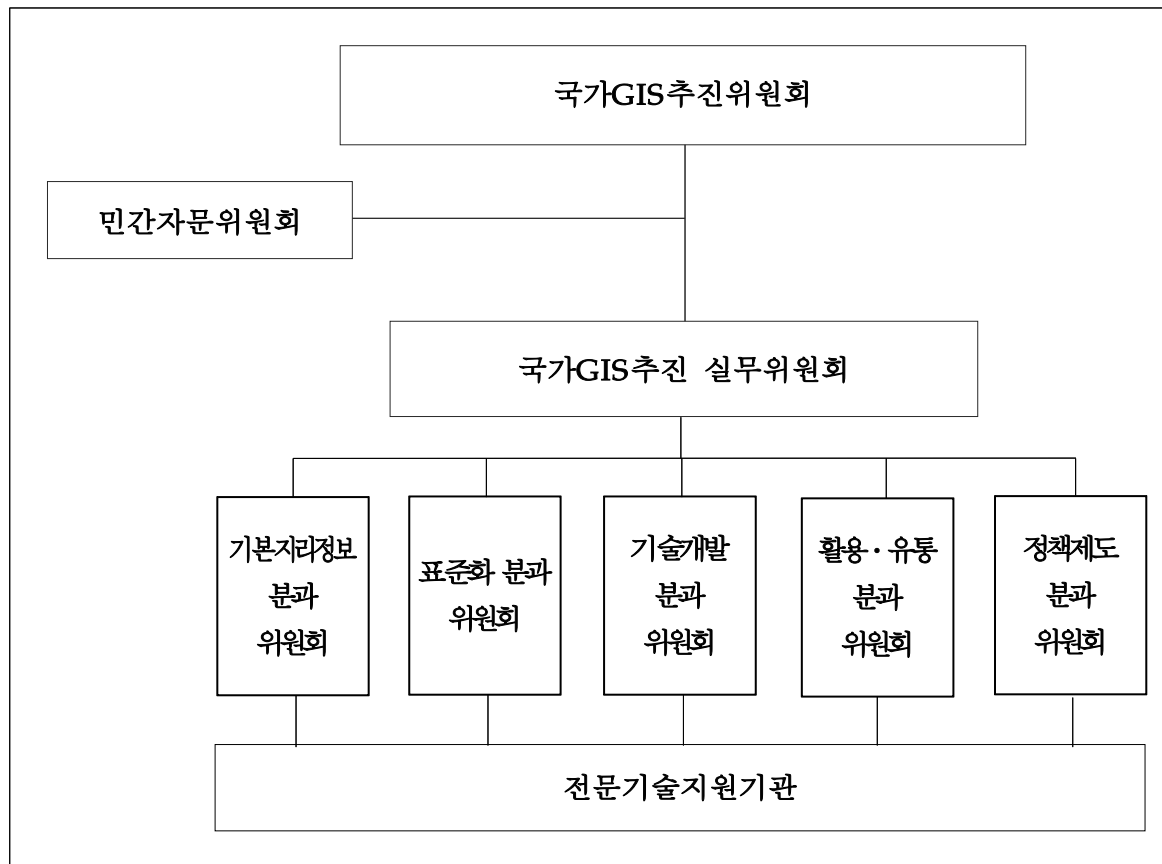 국가GIS추진위원회
민간자문위원회
국가GIS추진 실무위원회
기본지리정보
분과
위원회
표준화 분과
위원회
기술개발
분과
위원회
활용·유통
분과
위원회
정책제도
분과
위원회
전문기술지원기관